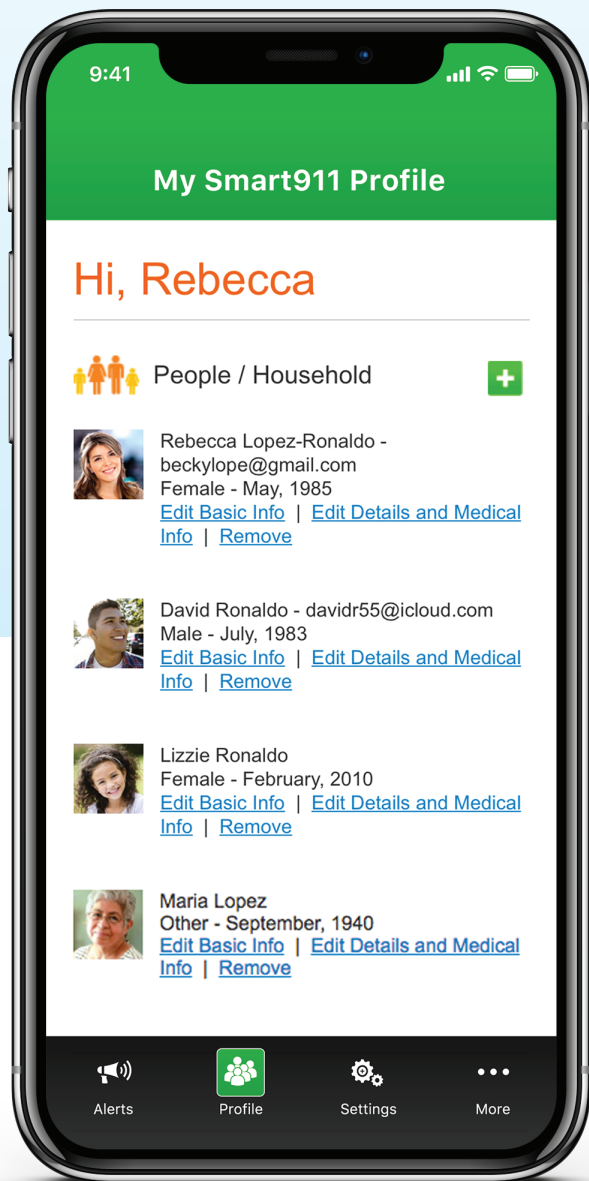 9:41
My Smart911 Profile
Hi, Rebecca
People / Household
Rebecca Lopez-Ronaldo -
beckylope@gmail.com
Female - May, 1985
Edit Basic Info | Edit Details and Medical
Info | Remove
David Ronaldo - davidr55@icloud.com
Male - July, 1983
Edit Basic Info | Edit Details and Medical
Info | Remove
Lizzie Ronaldo
Female - February, 2010
Edit Basic Info | Edit Details and Medical
Info | Remove
Maria Lopez
Other - September, 1940
Edit Basic Info | Edit Details and Medical
Info | Remove
Alerts
Profile
Settings
More